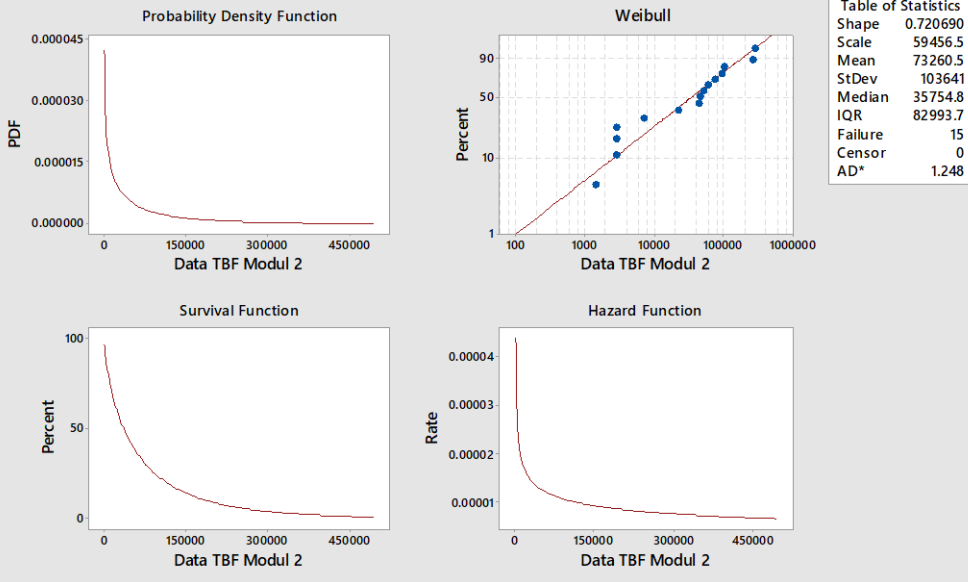 Probability Density Function
0.000045
0.000030
0.000015
0.000000
PDF
0
150000
300000
450000
Data TBF Modul 2
Weibull
90
50
10
1
Percent
100
1000
10000
100000
1000000
Data TBF Modul 2
Table of Statistics
Shape 0.720690
Scale 59456.5
Mean 73260.5
StDev 103641
Median 35754.8
IQR 82993.7
Failure 15
Censor 0
AD* 1.248
Survival Function
100
50
0
Percent
0
150000
300000
450000
Data TBF Modul 2
Hazard Function
0.00004
0.00003
0.00002
0.00001
Rate
0
150000
300000
450000
Data TBF Modul 2